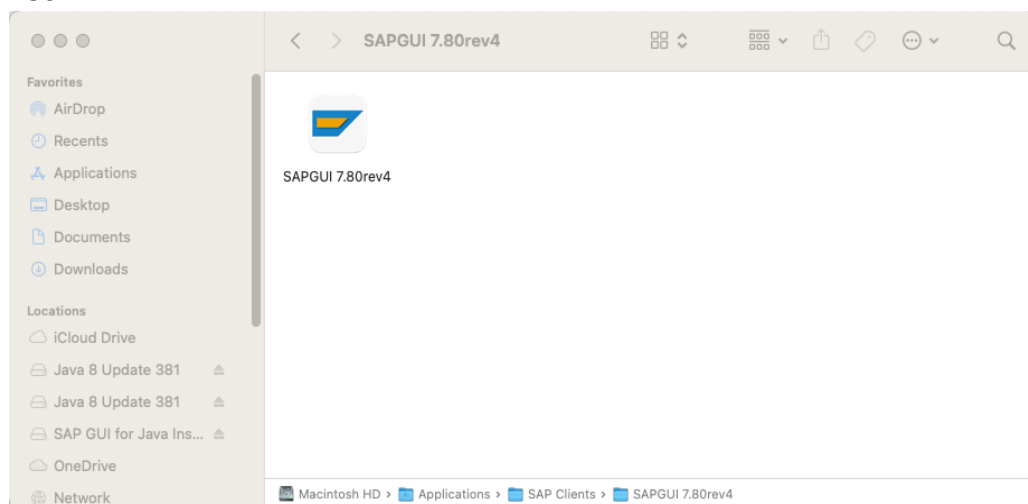 SAPGUI 7.80rev4
Favorites
AirDrop
Recents
Applications
Desktop
Documents
Downloads
Locations
iCloud Drive
Java 8 Update 381
Java 8 Update 381
SAP GUI for Java Ins...
OneDrive
Network
SAPGUI 7.80rev4
Macintosh HD › Applications › SAP Clients › SAPGUI 7.80rev4